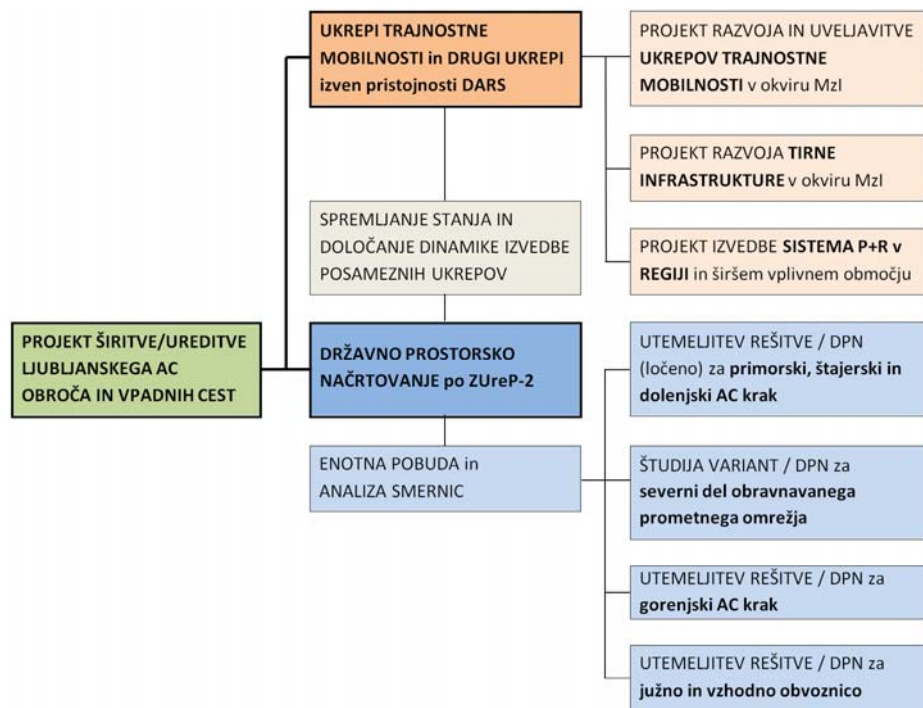 UKREPI TRAJNOSTNE
MOBILNOSTI in DRUGI UKREPI
izven pristojnosti DARS
PROJEKT RAZVOJA IN UVELJAVITVE
UKREPOV TRAJNOSTNE
MOBILNOSTI v okviru MzI
PROJEKT RAZVOJA TIRNE
INFRASTRUKTURE v okviru MzI
SPREMLJANJE STANJA IN
DOLOČANJE DINAMIKE IZVEDBE
POSAMEZNIH UKREPOV
PROJEKT IZVEDBE SISTEMA P+R v
REGIJI in širšem vplivnem območju
PROJEKT ŠIRITVE/UREDITVE
LJUBLJANSKEGA AC
OBROČA IN VPADNIH CEST
DRŽAVNO PROSTORSKO
NAČRTOVANJE po ZUreP-2
UTEMELJITEV REŠITVE / DPN
(ločeno) za primorski, štajerski in
dolenjski AC krak
ENOTNA POBUDA in
ANALIZA SMERNIC
ŠTUDIJA VARIANT / DPN za
severni del obravnavanega
prometnega omrežja
UTEMELJITEV REŠITVE / DPN za
gorenjski AC krak
UTEMELJITEV REŠITVE / DPN za
južno in vzhodno obvoznico